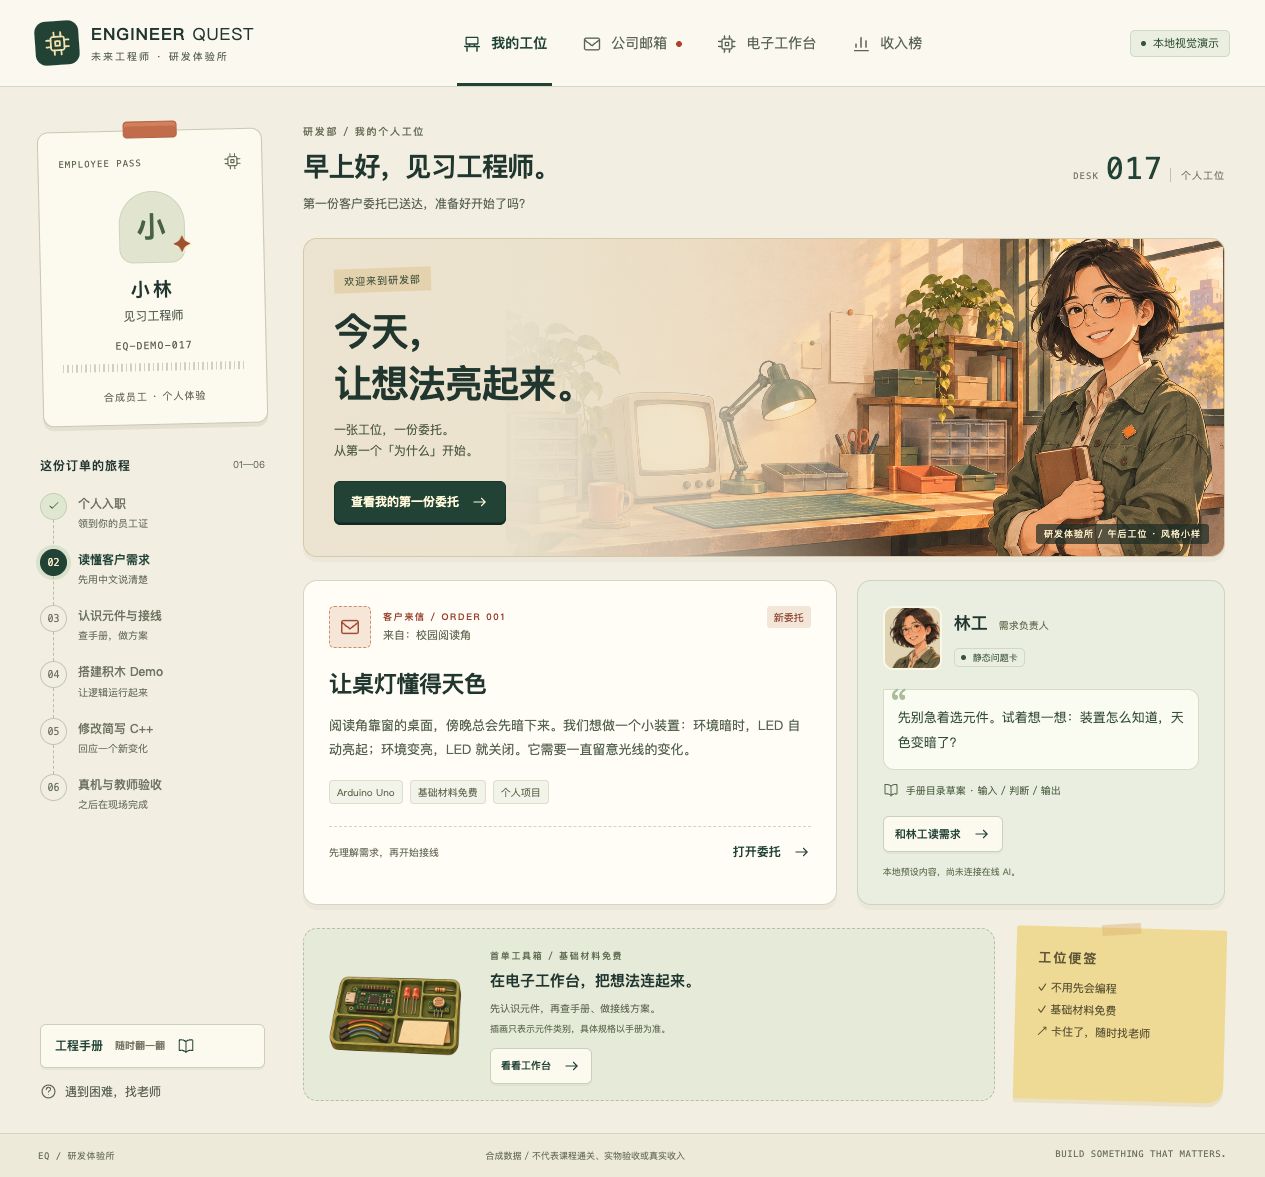 ENGINEER QUEST
未来工程师 · 研发体验所
我的工位
公司邮箱
电子工作台
收入榜
本地视觉演示
EMPLOYEE PASS
小
小林
见习工程师
EQ-DEMO-017
合成员工 · 个人体验
这份订单的旅程 01—06
个人入职
领到你的员工证
02 读懂客户需求
先用中文说清楚
03 认识元件与接线
查手册，做方案
04 搭建积木 Demo
让逻辑运行起来
05 修改简写 C++
回应一个新变化
06 真机与教师验收
之后在现场完成
工程手册 随时翻一翻
遇到困难，找老师
研发部 / 我的个人工位
早上好，见习工程师。
第一份客户委托已送达，准备好开始了吗？
DESK 017 个人工位
欢迎来到研发部
今天，
让想法亮起来。
一张工位，一份委托。
从第一个「为什么」开始。
查看我的第一份委托 →
研发体验所 / 午后工位 · 风格小样
客户来信 / ORDER 001
来自：校园阅读角
新委托
让桌灯懂得天色
阅读角靠窗的桌面，傍晚总会先暗下来。我们想做一个小装置：环境暗时，LED 自
动亮起；环境变亮，LED 就关闭。它需要一直留意光线的变化。
Arduino Uno
基础材料免费
个人项目
先理解需求，再开始接线
打开委托 →
林工 需求负责人
静态问题卡
“
先别急着选元件。试着想一想：装置怎么知道，天
色变暗了？
手册目录草案 · 输入 / 判断 / 输出
和林工读需求 →
本地预设内容，尚未连接在线 AI。
首单工具箱 / 基础材料免费
在电子工作台，把想法连起来。
先认识元件，再查手册、做接线方案。
插画只表示元件类别，具体规格以手册为准。
看看工作台 →
工位便签
✓ 不用先会编程
✓ 基础材料免费
↗ 卡住了，随时找老师
EQ / 研发体验所
合成数据 / 不代表课程通关、实物验收或真实收入
BUILD SOMETHING THAT MATTERS.